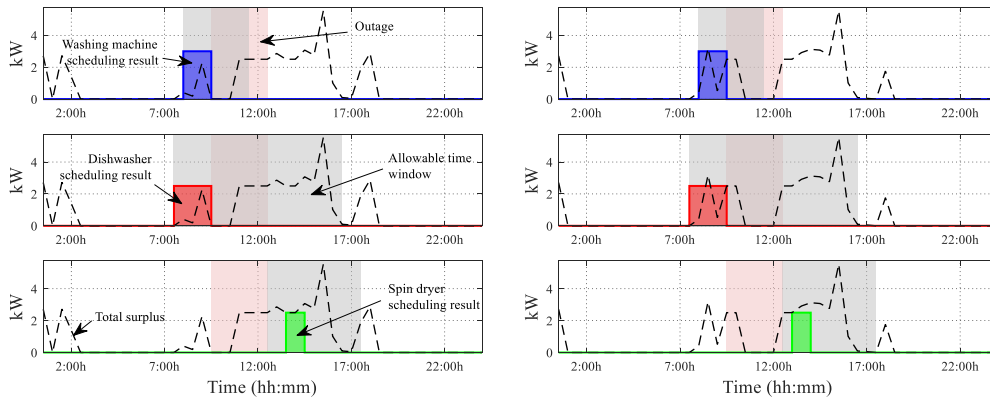 kW
4
2
0
Washing machine
scheduling result
Outage
2:00h
7:00h
12:00h
17:00h
22:00h
kW
4
2
0
2:00h
7:00h
12:00h
17:00h
22:00h
kW
4
2
0
Dishwasher
scheduling result
Allowable time
window
2:00h
7:00h
12:00h
17:00h
22:00h
kW
4
2
0
2:00h
7:00h
12:00h
17:00h
22:00h
kW
4
2
0
Total surplus
Spin dryer
scheduling result
2:00h
7:00h
12:00h
17:00h
22:00h
Time (hh:mm)
kW
4
2
0
2:00h
7:00h
12:00h
17:00h
22:00h
Time (hh:mm)